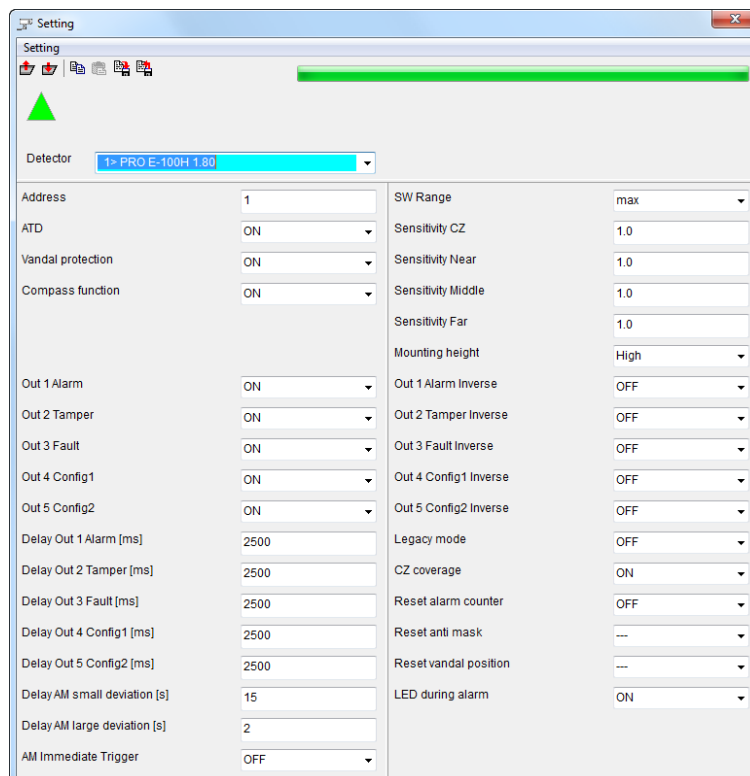 Setting
Setting
Detector
1> PRO E-100H 1.80
Address 1 SW Range max
ATD ON Sensitivity CZ 1.0
Vandal protection ON Sensitivity Near 1.0
Compass function ON Sensitivity Middle 1.0
Sensitivity Far 1.0
Mounting height High
Out 1 Alarm ON Out 1 Alarm Inverse OFF
Out 2 Tamper ON Out 2 Tamper Inverse OFF
Out 3 Fault ON Out 3 Fault Inverse OFF
Out 4 Config1 ON Out 4 Config1 Inverse OFF
Out 5 Config2 ON Out 5 Config2 Inverse OFF
Delay Out 1 Alarm [ms] 2500 Legacy mode OFF
Delay Out 2 Tamper [ms] 2500 CZ coverage ON
Delay Out 3 Fault [ms] 2500 Reset alarm counter OFF
Delay Out 4 Config1 [ms] 2500 Reset anti mask ---
Delay Out 5 Config2 [ms] 2500 Reset vandal position ---
Delay AM small deviation [s] 15 LED during alarm ON
Delay AM large deviation [s] 2
AM Immediate Trigger OFF